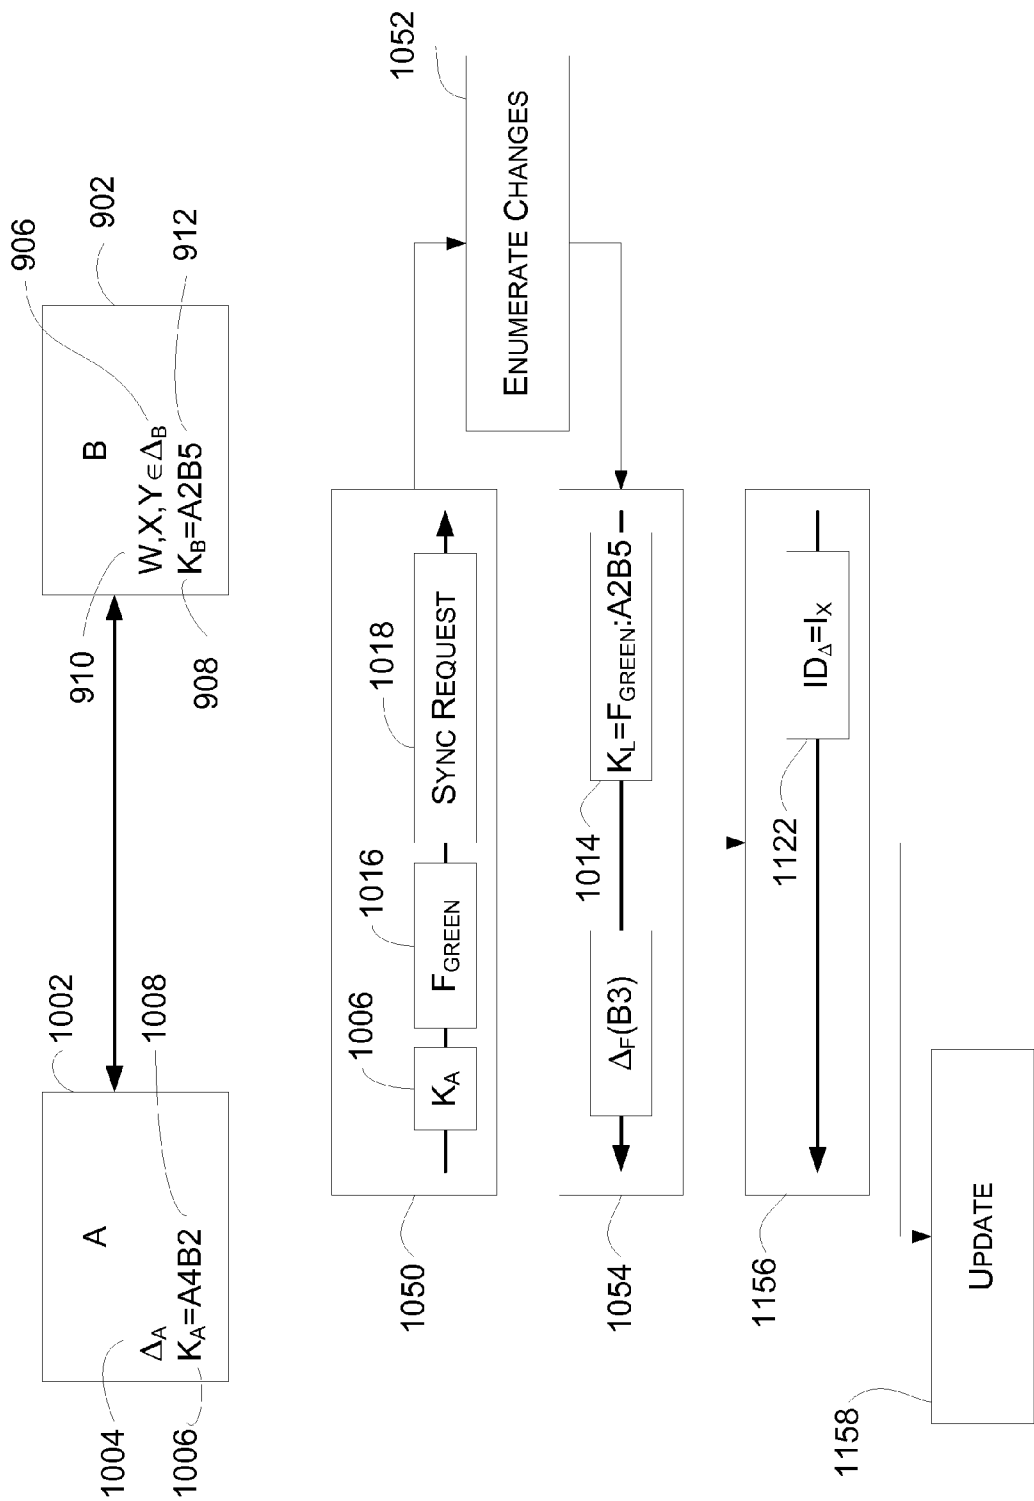 1002
A
1004
Δ_A
1008
1006
K_A=A4B2
906
902
B
910
W,X,Y∈Δ_B
912
908
K_B=A2B5
1050
1006
K_A
1016
F_GREEN
1018
SYNC REQUEST
1052
ENUMERATE CHANGES
1054
Δ_F(B3)
1014
K_L=F_GREEN:A2B5
1156
1122
ID_Δ=I_X
1158
UPDATE